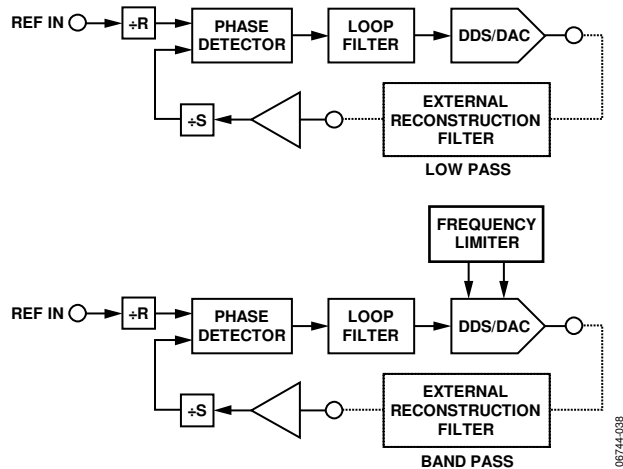 REF IN
÷R
PHASE
DETECTOR
LOOP
FILTER
DDS/DAC
÷S
EXTERNAL
RECONSTRUCTION
FILTER
LOW PASS
FREQUENCY
LIMITER
REF IN
÷R
PHASE
DETECTOR
LOOP
FILTER
DDS/DAC
÷S
EXTERNAL
RECONSTRUCTION
FILTER
BAND PASS
06744-038